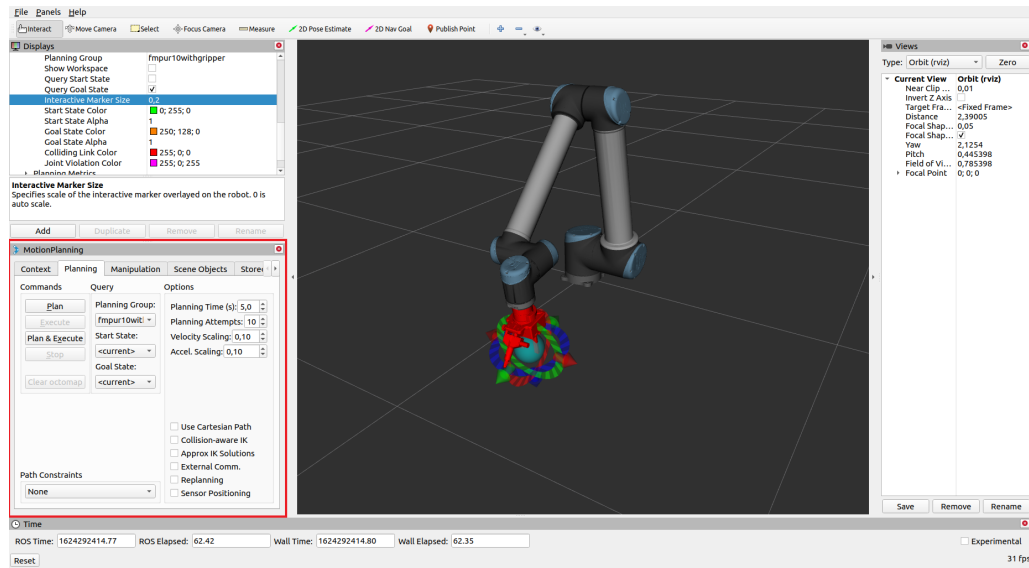 File Panels Help
Interact Move Camera Select Focus Camera Measure 2D Pose Estimate 2D Nav Goal Publish Point
Displays
Planning Group fmpur10withgripper
Show Workspace
Query Start State
Query Goal State
Interactive Marker Size 0,2
Start State Color 0; 255; 0
Start State Alpha 1
Goal State Color 250; 128; 0
Goal State Alpha 1
Colliding Link Color 255; 0; 0
Joint Violation Color 255; 0; 255
Planning Metrics
Interactive Marker Size
Specifies scale of the interactive marker overlayed on the robot. 0 is
auto scale.
Add Duplicate Remove Rename
MotionPlanning
Context Planning Manipulation Scene Objects Store
Commands Query Options
Plan
Execute
Plan & Execute
Stop
Clear octomap
Planning Group:
fmpur10wit
Start State:
<current>
Goal State:
<current>
Planning Time (s): 5,0
Planning Attempts: 10
Velocity Scaling: 0,10
Accel. Scaling: 0,10
Use Cartesian Path
Collision-aware IK
Approx IK Solutions
External Comm.
Replanning
Sensor Positioning
Path Constraints
None
Views
Type: Orbit (rviz) Zero
Current View Orbit (rviz)
Near Clip ... 0,01
Invert Z Axis
Target Fra... <Fixed Frame>
Distance 2,39005
Focal Shap... 0,05
Focal Shap...
Yaw 2,1254
Pitch 0,445398
Field of Vi... 0,785398
Focal Point 0; 0; 0
Save Remove Rename
Time
ROS Time: 1624292414.77 ROS Elapsed: 62.42 Wall Time: 1624292414.80 Wall Elapsed: 62.35 Experimental
Reset 31 fps